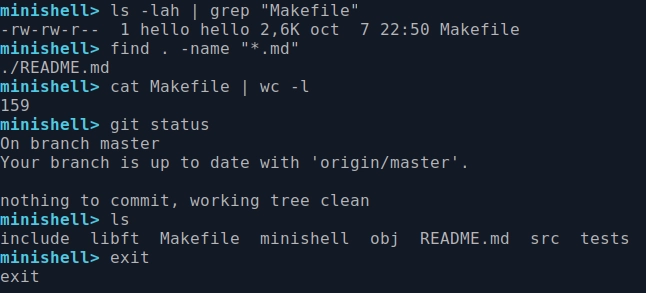 minishell> ls -lah | grep "Makefile"
-rw-rw-r--  1 hello hello 2,6K oct  7 22:50 Makefile
minishell> find . -name "*.md"
./README.md
minishell> cat Makefile | wc -l
159
minishell> git status
On branch master
Your branch is up to date with 'origin/master'.

nothing to commit, working tree clean
minishell> ls
include  libft  Makefile  minishell  obj  README.md  src  tests
minishell> exit
exit